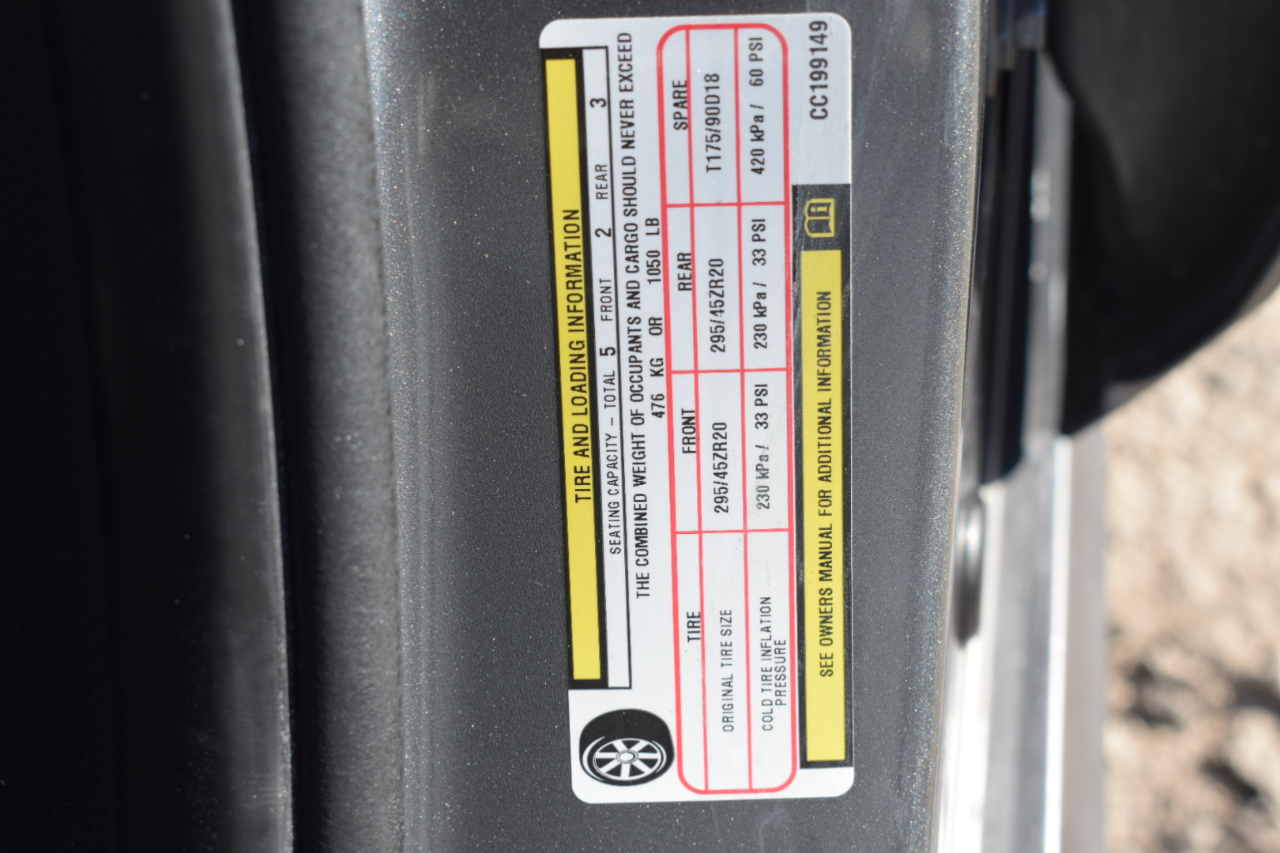 TIRE AND LOADING INFORMATION
SEATING CAPACITY – TOTAL 5 FRONT 2 REAR 3
THE COMBINED WEIGHT OF OCCUPANTS AND CARGO SHOULD NEVER EXCEED
476 KG OR 1050 LB
TIRE FRONT REAR SPARE
ORIGINAL TIRE SIZE 295/45ZR20 295/45ZR20 T175/90D18
COLD TIRE INFLATION PRESSURE 230 kPa / 33 PSI 230 kPa / 33 PSI 420 kPa / 60 PSI
SEE OWNERS MANUAL FOR ADDITIONAL INFORMATION
CC199149